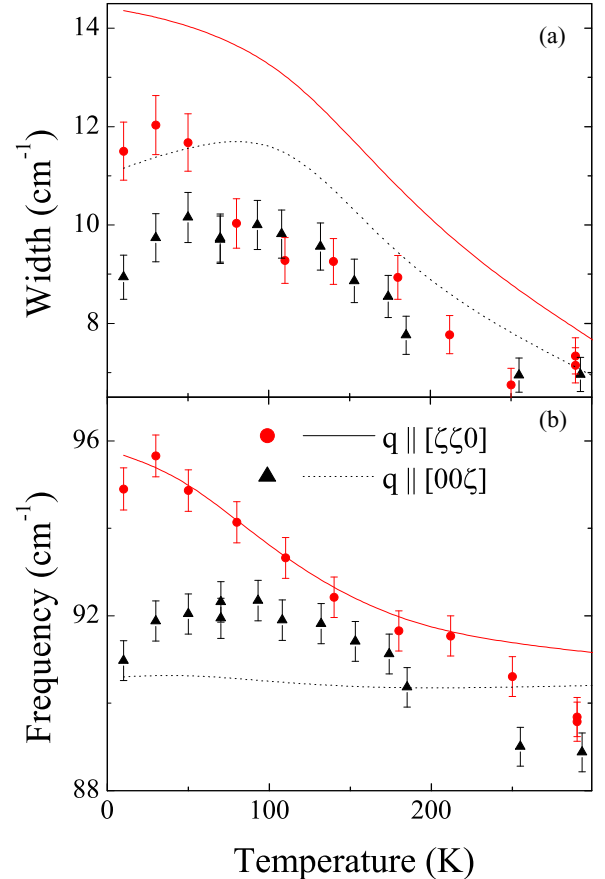 14
(a)
12
10
8
Width (cm⁻¹)
(b)
96
q || [ζζ0]
q || [00ζ]
92
88
Frequency (cm⁻¹)
0 100 200
Temperature (K)